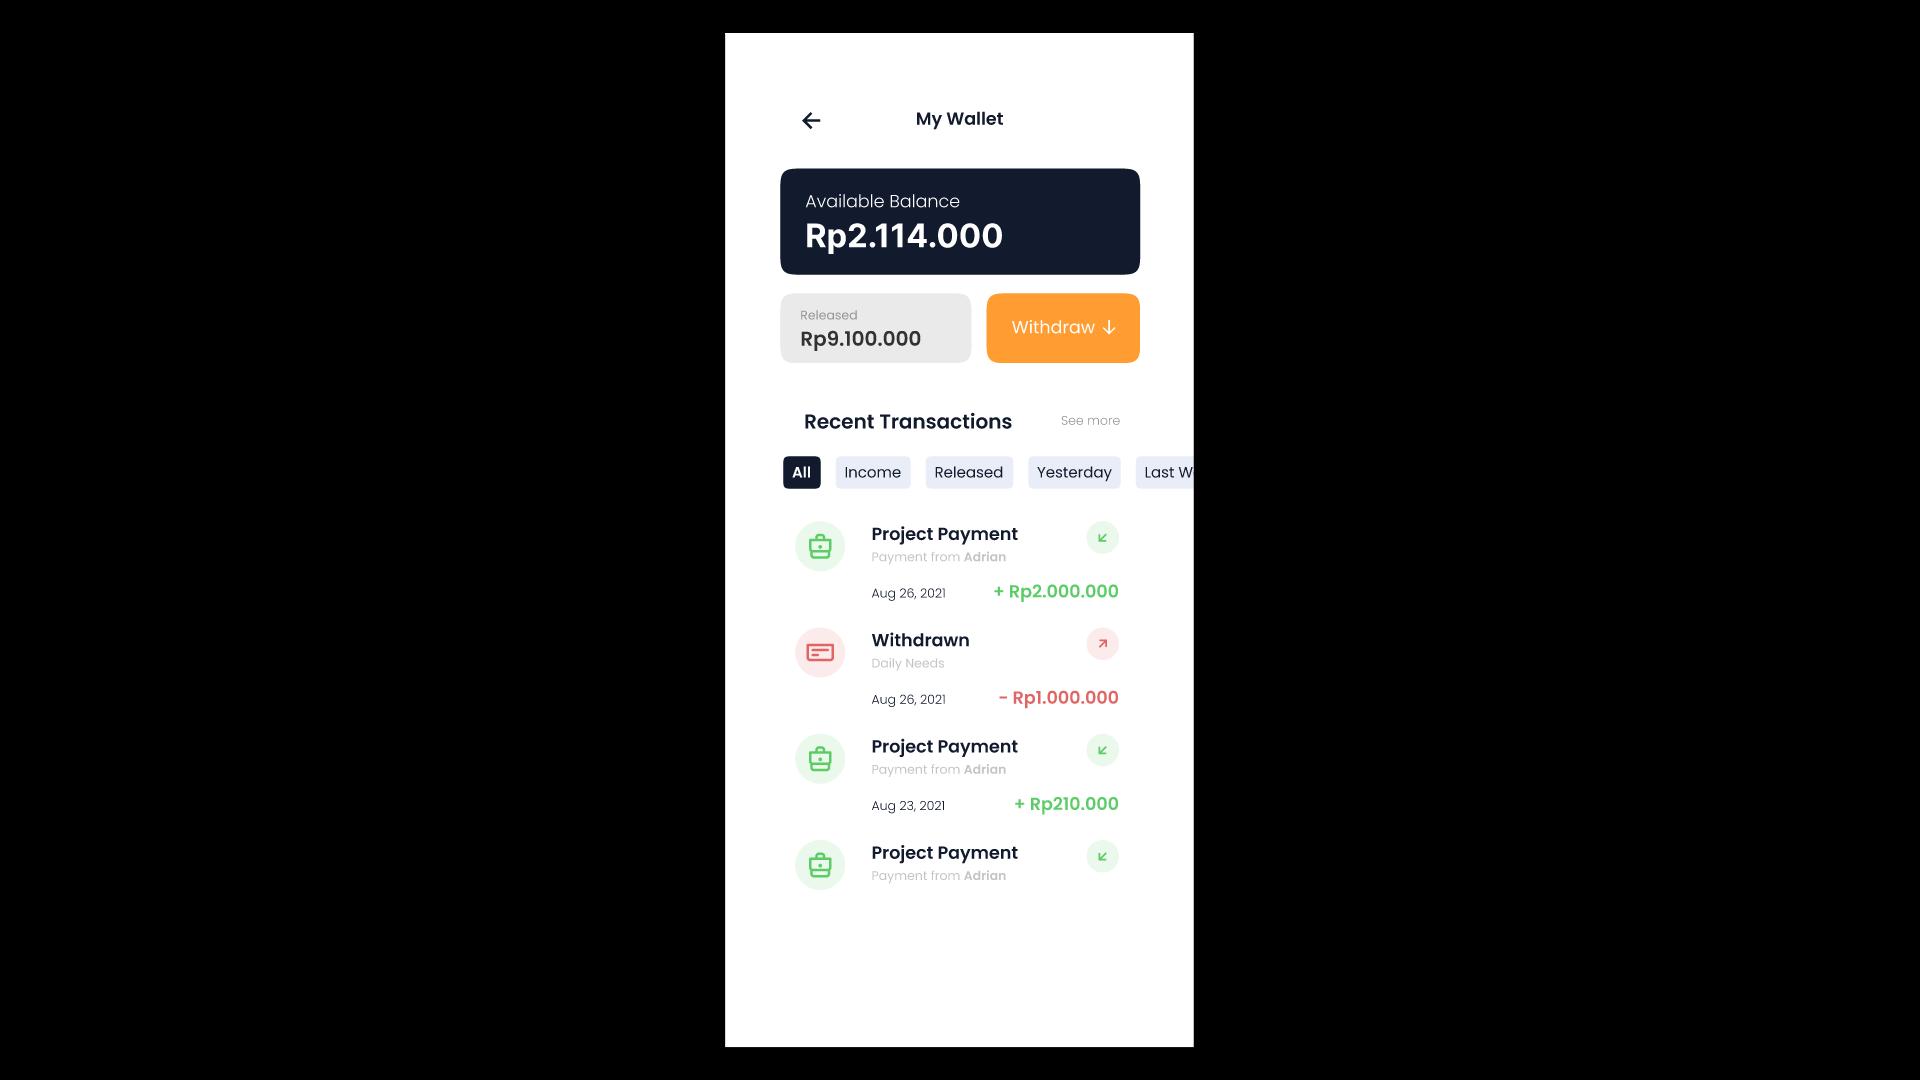 My Wallet
Available Balance
Rp2.114.000
Released
Rp9.100.000
Withdraw
Recent Transactions
See more
All
Income
Released
Yesterday
Last W
Project Payment
Payment from Adrian
Aug 26, 2021
+ Rp2.000.000
Withdrawn
Daily Needs
Aug 26, 2021
- Rp1.000.000
Project Payment
Payment from Adrian
Aug 23, 2021
+ Rp210.000
Project Payment
Payment from Adrian